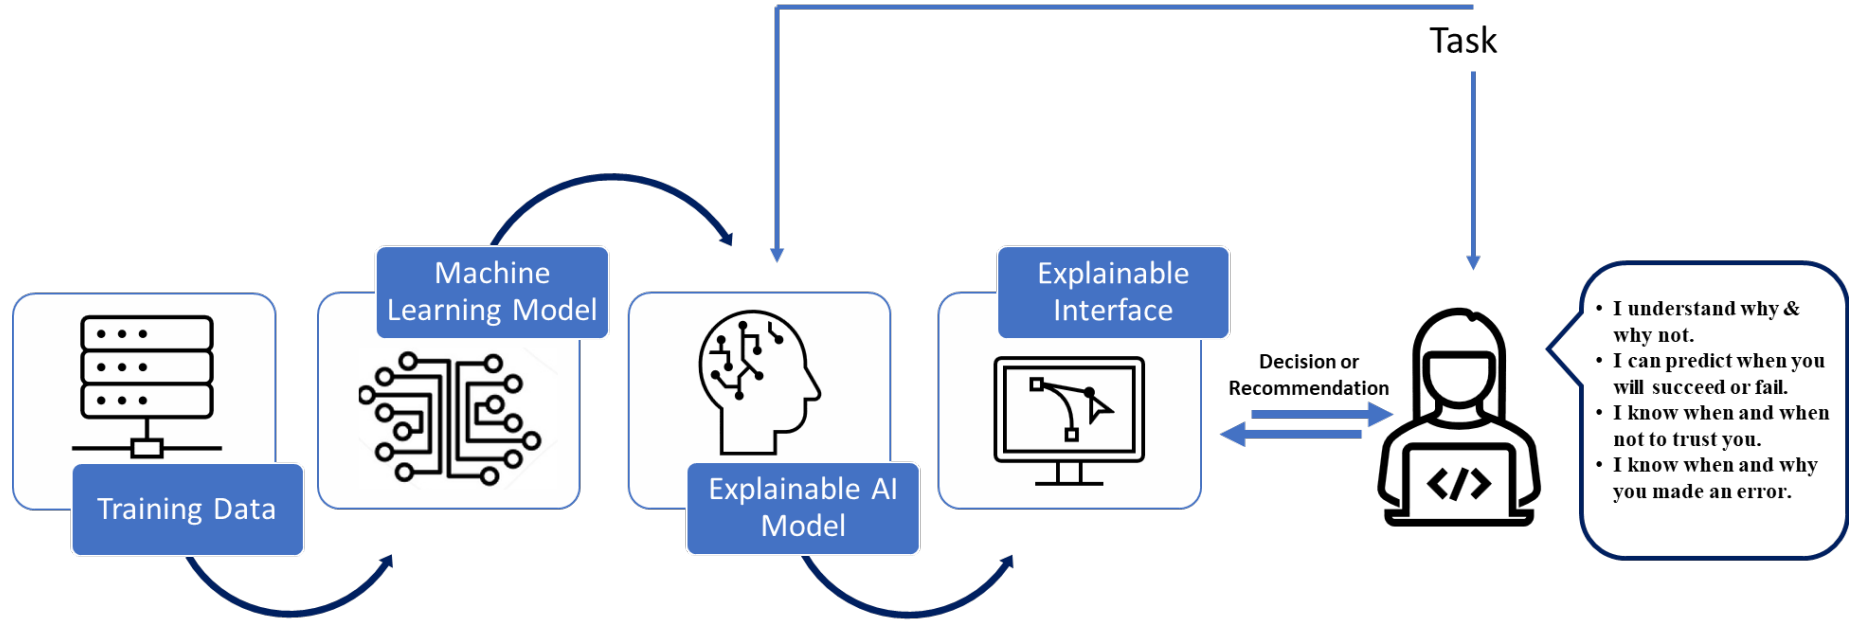 Task
Machine
Learning Model
Explainable
Interface
Training Data
Explainable AI
Model
Decision or
Recommendation
• I understand why &
why not.
• I can predict when you
will succeed or fail.
• I know when and when
not to trust you.
• I know when and why
you made an error.
</>